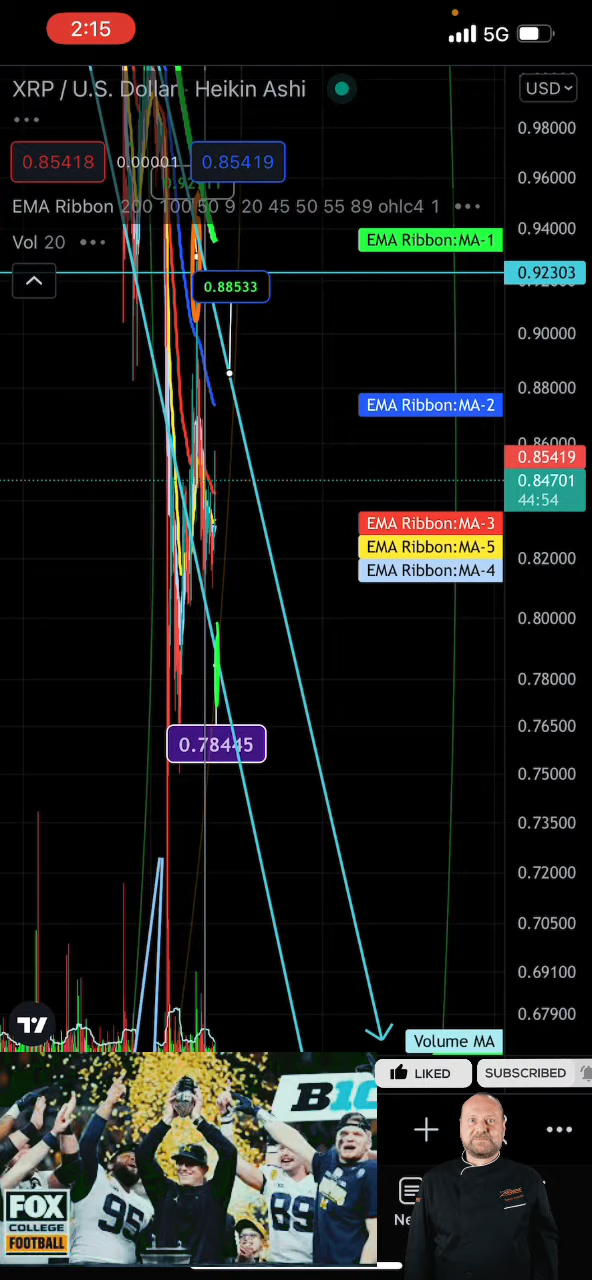 2:15
5G
XRP / U.S. Dollar · Heikin Ashi
USD
0.98000
0.85418
0.00001
0.85419
0.96000
EMA Ribbon 200 100 50 9 20 45 50 55 89 ohlc4 1
0.94000
EMA Ribbon:MA-1
Vol 20
0.92303
0.88533
0.90000
0.88000
EMA Ribbon:MA-2
0.86000
0.85419
0.84701
44:54
EMA Ribbon:MA-3
EMA Ribbon:MA-5
0.82000
EMA Ribbon:MA-4
0.80000
0.78000
0.76500
0.78445
0.75000
0.73500
0.72000
0.70500
0.69100
0.67900
Volume MA
LIKED
SUBSCRIBED
B1G
95
89
FOX
COLLEGE
FOOTBALL